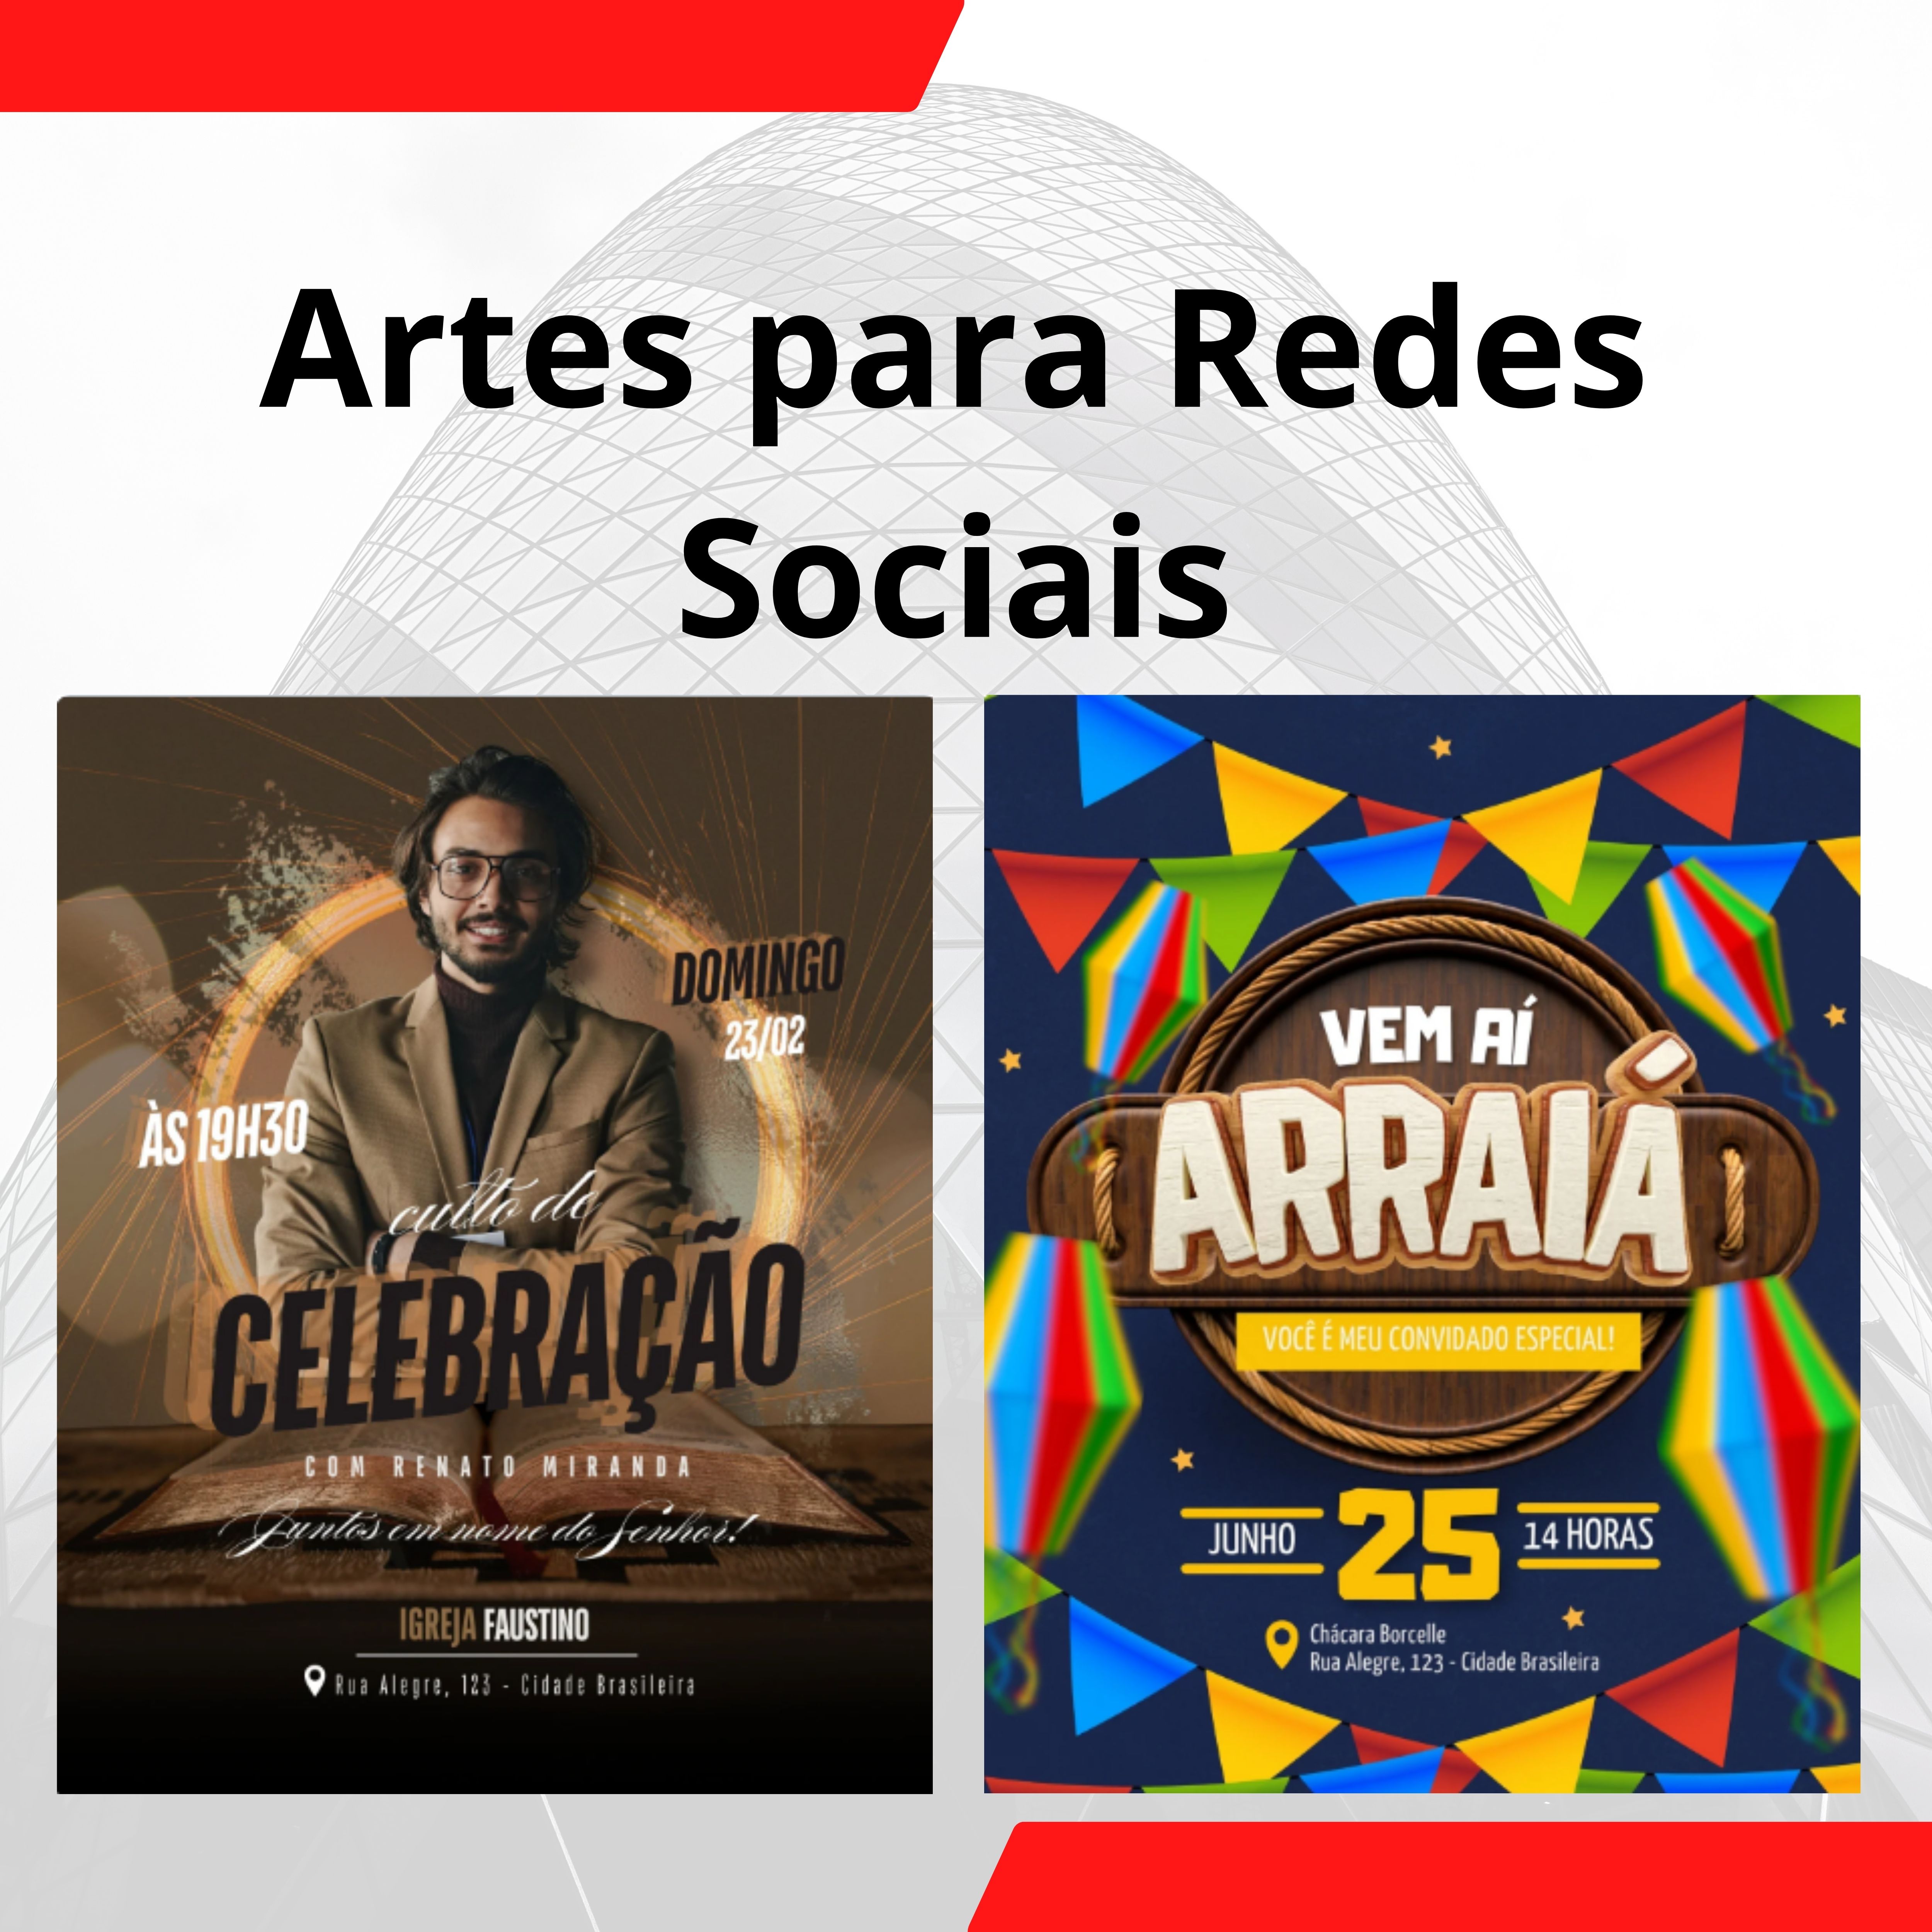 Artes para Redes
Sociais
DOMINGO
23/02
ÀS 19H30
culto de
CELEBRAÇÃO
COM RENATO MIRANDA
Juntos em nome do Senhor!
IGREJA FAUSTINO
Rua Alegre, 123 - Cidade Brasileira
VEM AÍ
ARRAIÁ
VOCÊ É MEU CONVIDADO ESPECIAL!
JUNHO 25 14 HORAS
Chácara Borcelle
Rua Alegre, 123 - Cidade Brasileira